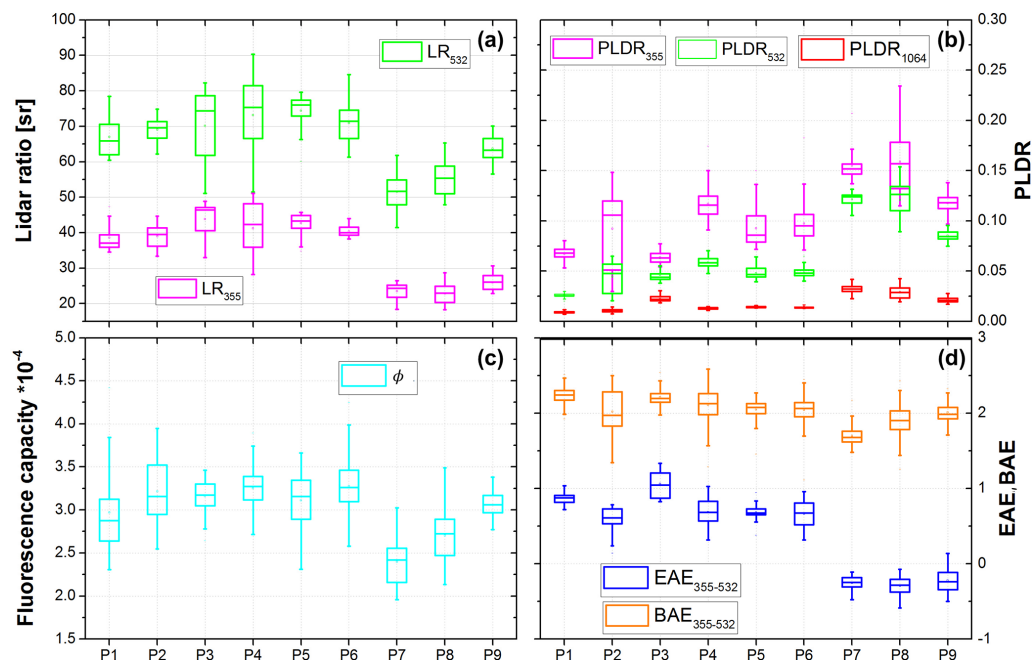 (a)
LR532
LR355
Lidar ratio [sr]
100
90
80
70
60
50
40
30
20
(b)
PLDR355
PLDR532
PLDR1064
PLDR
0.30
0.25
0.20
0.15
0.10
0.05
0.00
(c)
ϕ
Fluorescence capacity *10-4
5.0
4.5
4.0
3.5
3.0
2.5
2.0
1.5
P1 P2 P3 P4 P5 P6 P7 P8 P9
(d)
EAE355-532
BAE355-532
EAE,BAE
3
2
1
0
-1
P1 P2 P3 P4 P5 P6 P7 P8 P9